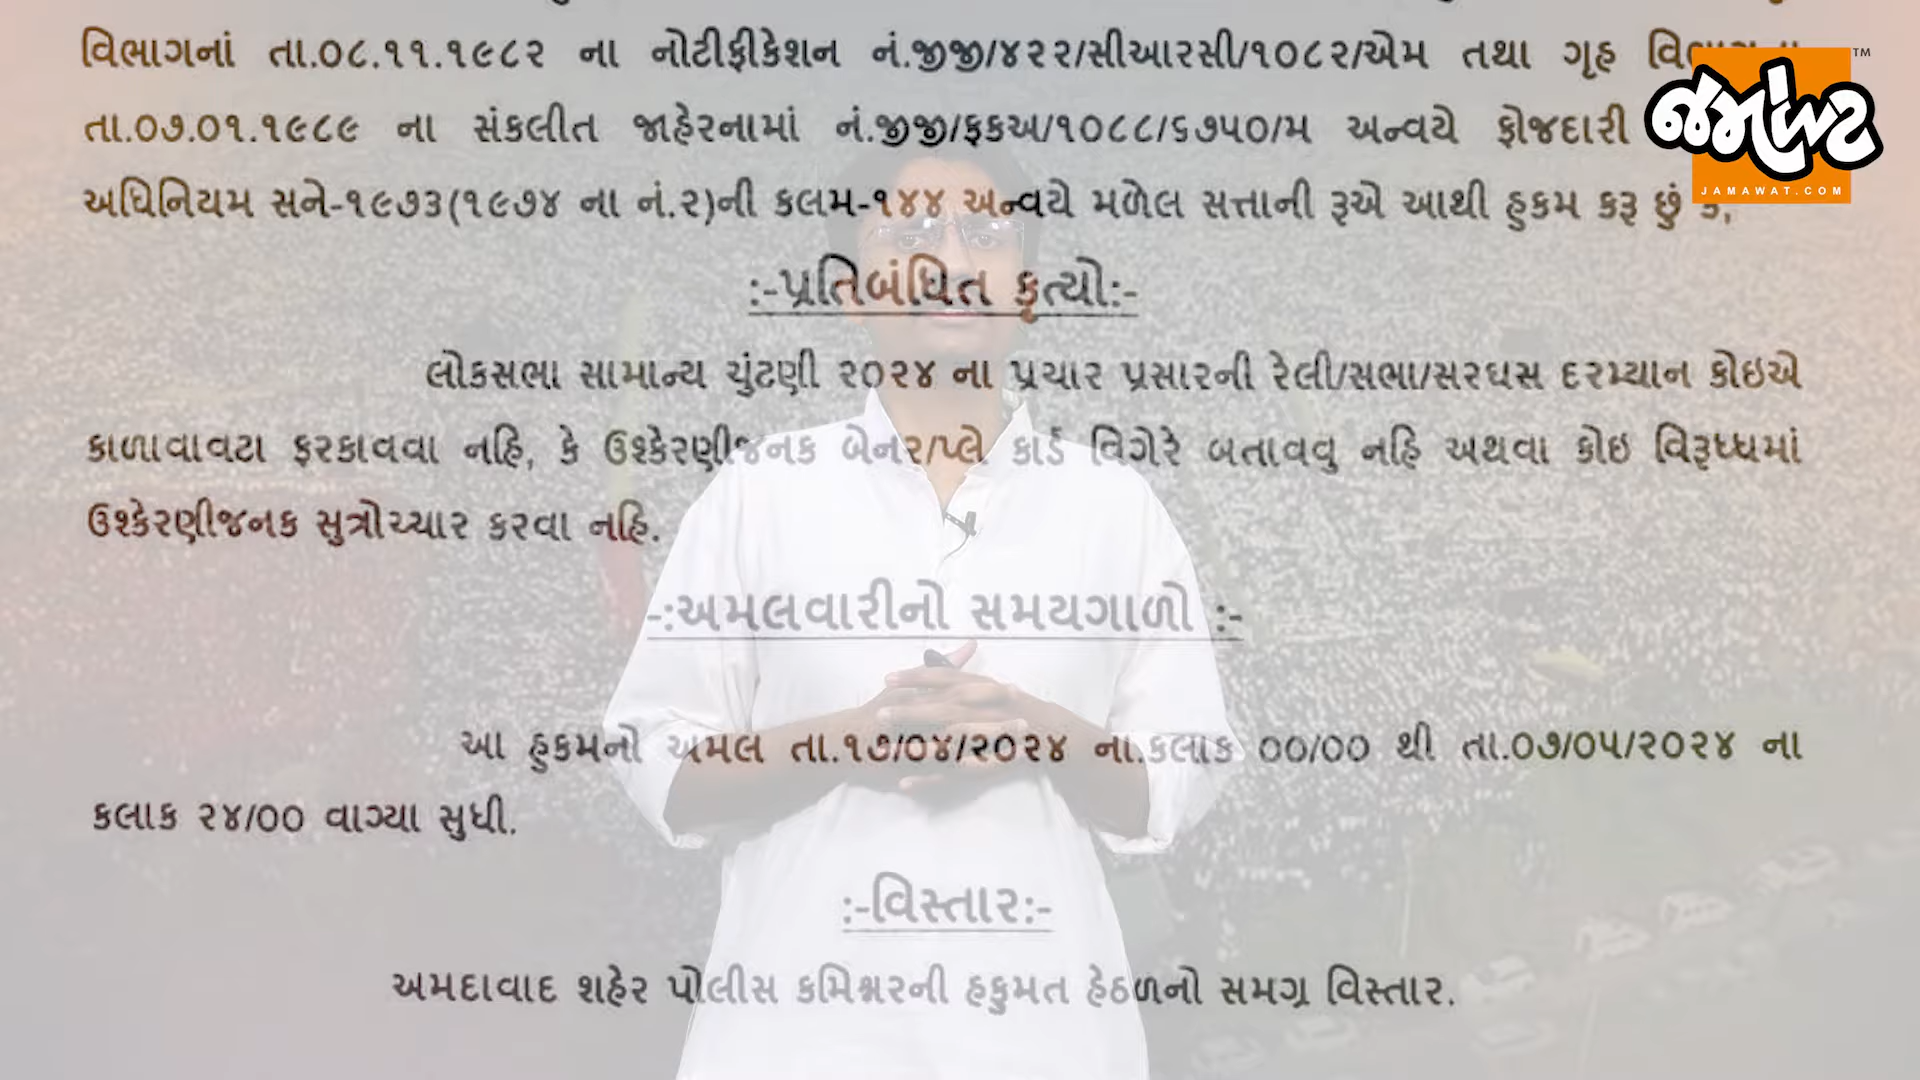 વિભાગનાં તા.૦૮.૧૧.૧૯૮૨ ના નોટીફીકેશન નં.જીજી/૪૨૨/સીઆરસી/૧૦૮૨/એમ તથા ગૃહ
તા.૦૭.૦૧.૧૯૮૯ ના સંકલીત જાહેરનામાં નં.જીજી/ફકઅ/૧૦૮૮/૬૭૫૦/મ અન્વયે ફોજદારી
અધિનિયમ સને-૧૯૭૩(૧૯૭૪ ના નં.૨)ની કલમ-૧૪૪ અન્વયે મળેલ સત્તાની રૂએ આથી હુકમ કરૂ છું કે,
:-પ્રતિબંધિત કૃત્યો:-
લોકસભા સામાન્ય ચુંટણી ૨૦૨૪ ના પ્રચાર પ્રસારની રેલી/સભા/સરઘસ દરમ્યાન કોઇએ
કાળાવાવટા ફરકાવવા નહિ, કે ઉશ્કેરણીજનક બેનર/પ્લે કાર્ડ વિગેરે બતાવવુ નહિ અથવા કોઇ વિરૂધ્ધમાં
ઉશ્કેરણીજનક સુત્રોચ્ચાર કરવા નહિ.
-:અમલવારીનો સમયગાળો :-
આ હુકમનો અમલ તા.૧૭/૦૪/૨૦૨૪ ના.કલાક ૦૦/૦૦ થી તા.૦૭/૦૫/૨૦૨૪ ના
કલાક ૨૪/૦૦ વાગ્યા સુધી.
:-વિસ્તાર:-
અમદાવાદ શહેર પોલીસ કમિશ્નરની હકુમત હેઠળનો સમગ્ર વિસ્તાર.
જમાવટ
TM
JAMAWAT.COM